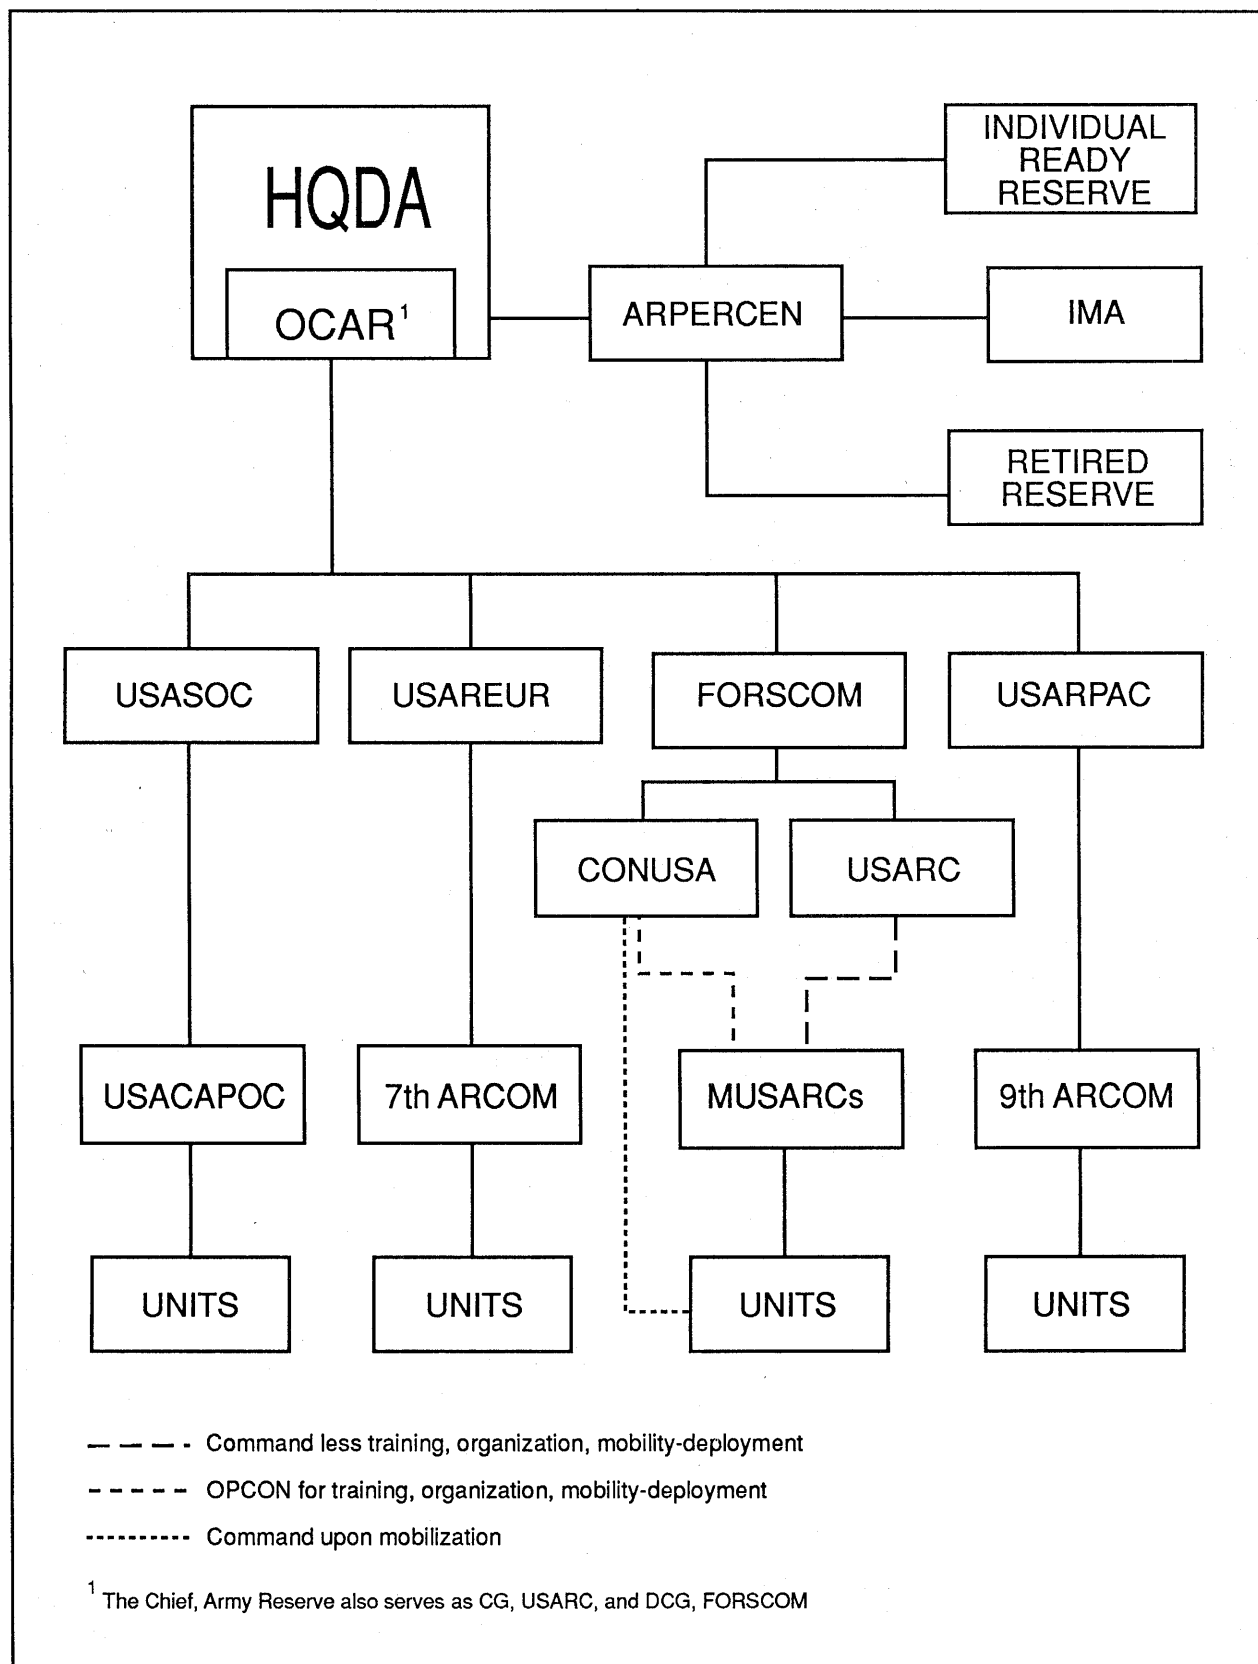 HQDA
OCAR¹
ARPERCEN
INDIVIDUAL
READY
RESERVE
IMA
RETIRED
RESERVE
USASOC
USAREUR
FORSCOM
USARPAC
CONUSA
USARC
USACAPOC
7th ARCOM
MUSARCs
9th ARCOM
UNITS
UNITS
UNITS
UNITS
Command less training, organization, mobility-deployment
OPCON for training, organization, mobility-deployment
Command upon mobilization
¹ The Chief, Army Reserve also serves as CG, USARC, and DCG, FORSCOM